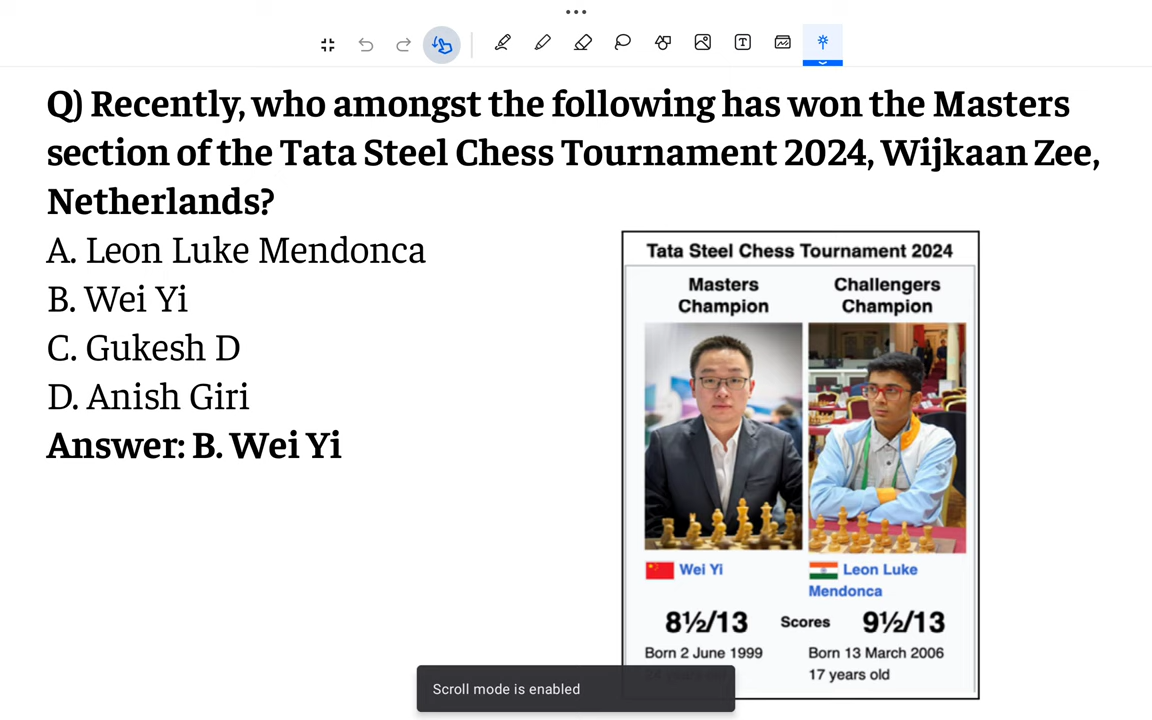 Q) Recently, who amongst the following has won the Masters
section of the Tata Steel Chess Tournament 2024, Wijkaan Zee,
Netherlands?
A. Leon Luke Mendonca
B. Wei Yi
C. Gukesh D
D. Anish Giri
Answer: B. Wei Yi
Tata Steel Chess Tournament 2024
Masters
Champion
Challengers
Champion
Wei Yi
Leon Luke
Mendonca
8½/13 Scores 9½/13
Born 2 June 1999
Born 13 March 2006
17 years old
Scroll mode is enabled